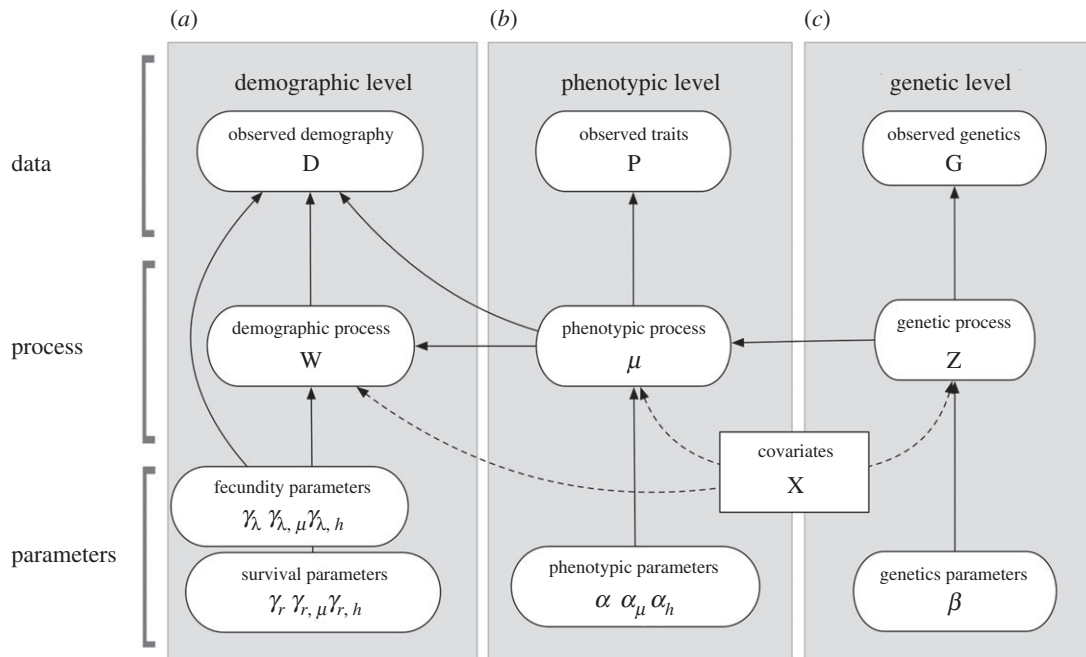 (a)
(b)
(c)
demographic level
phenotypic level
genetic level
data
observed demography
D
observed traits
P
observed genetics
G
process
demographic process
W
phenotypic process
μ
genetic process
Z
covariates
X
parameters
fecundity parameters
γλ γλ, μγλ, h
survival parameters
γr γr, μγr, h
phenotypic parameters
α αμ αh
genetics parameters
β